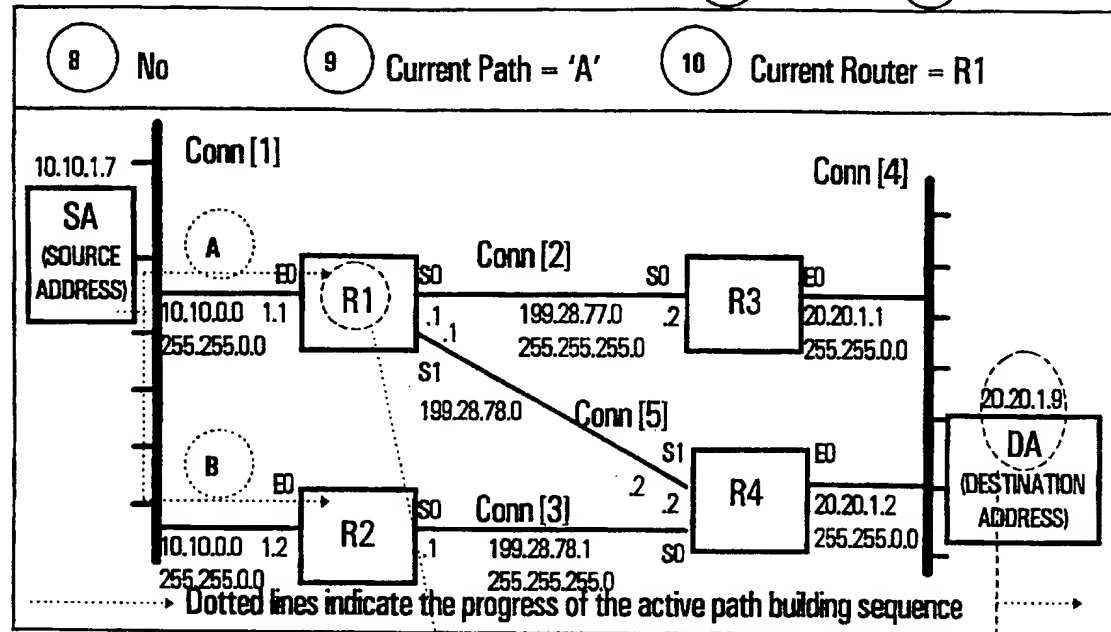 8 No 9 Current Path = 'A' 10 Current Router = R1
10.10.1.7
Conn [1]
Conn [4]
SA
(SOURCE
ADDRESS)
A
E0
R1
S0
Conn [2]
S0
R3
E0
10.10.0.0 1.1
255.255.0.0
.1
.1
199.28.77.0
255.255.255.0
.2
20.20.1.1
255.255.0.0
S1
199.28.78.0
Conn [5]
20.20.1.9
DA
(DESTINATION
ADDRESS)
B
E0
R2
S0
Conn [3]
S1
.2
.2
S0
R4
E0
10.10.0.0 1.2
255.255.0.0
.1
199.28.78.1
255.255.255.0
20.20.1.2
255.255.0.0
Dotted lines indicate the progress of the active path building sequence